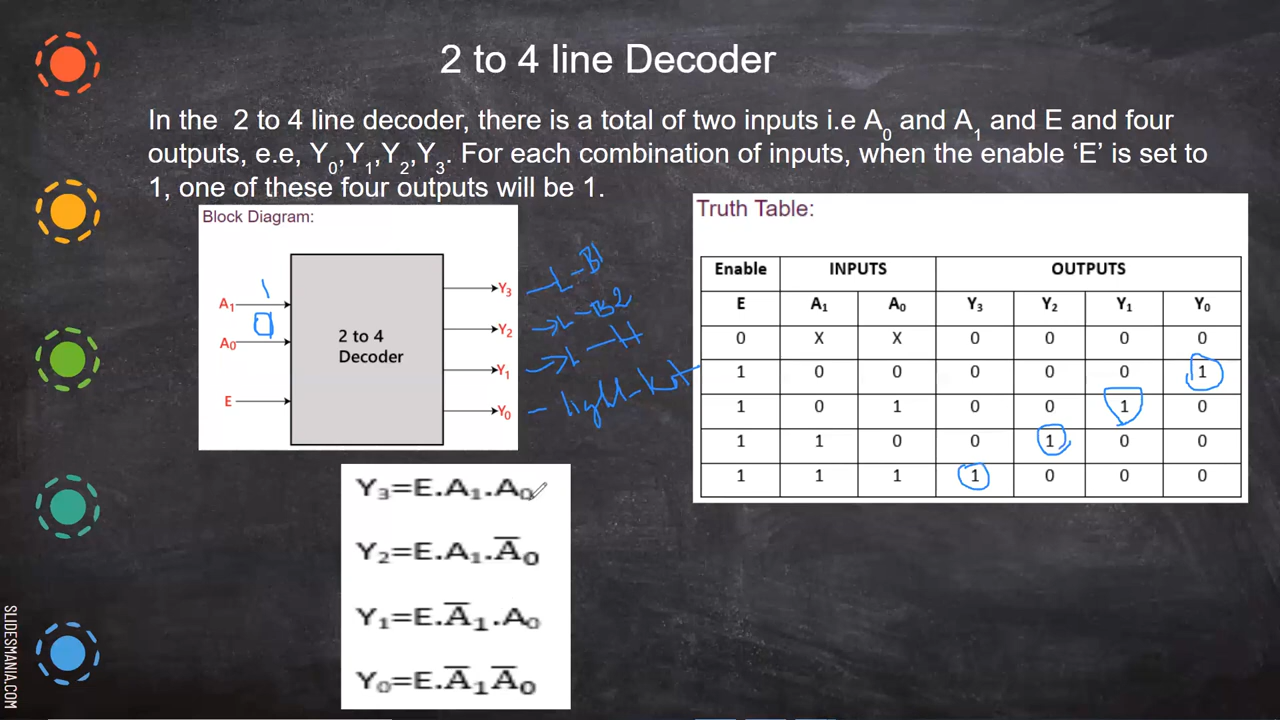 2 to 4 line Decoder
In the 2 to 4 line decoder, there is a total of two inputs i.e A0 and A1 and E and four
outputs, e.e, Y0,Y1,Y2,Y3. For each combination of inputs, when the enable ‘E’ is set to
1, one of these four outputs will be 1.
Block Diagram:
1
A1
0
A0
E
2 to 4
Decoder
Y3 L-B1
Y2 L-B2
Y1 L-H
Y0 - light-
Truth Table:
Enable INPUTS OUTPUTS
E A1 A0 Y3 Y2 Y1 Y0
0 X X 0 0 0 0
1 0 0 0 0 0 1
1 0 1 0 0 1 0
1 1 0 0 1 0 0
1 1 1 1 0 0 0
Y3=E.A1.A0
Y2=E.A1.A̅0
Y1=E.A̅1.A0
Y0=E.A̅1A̅0
SLIDESMANIA.COM